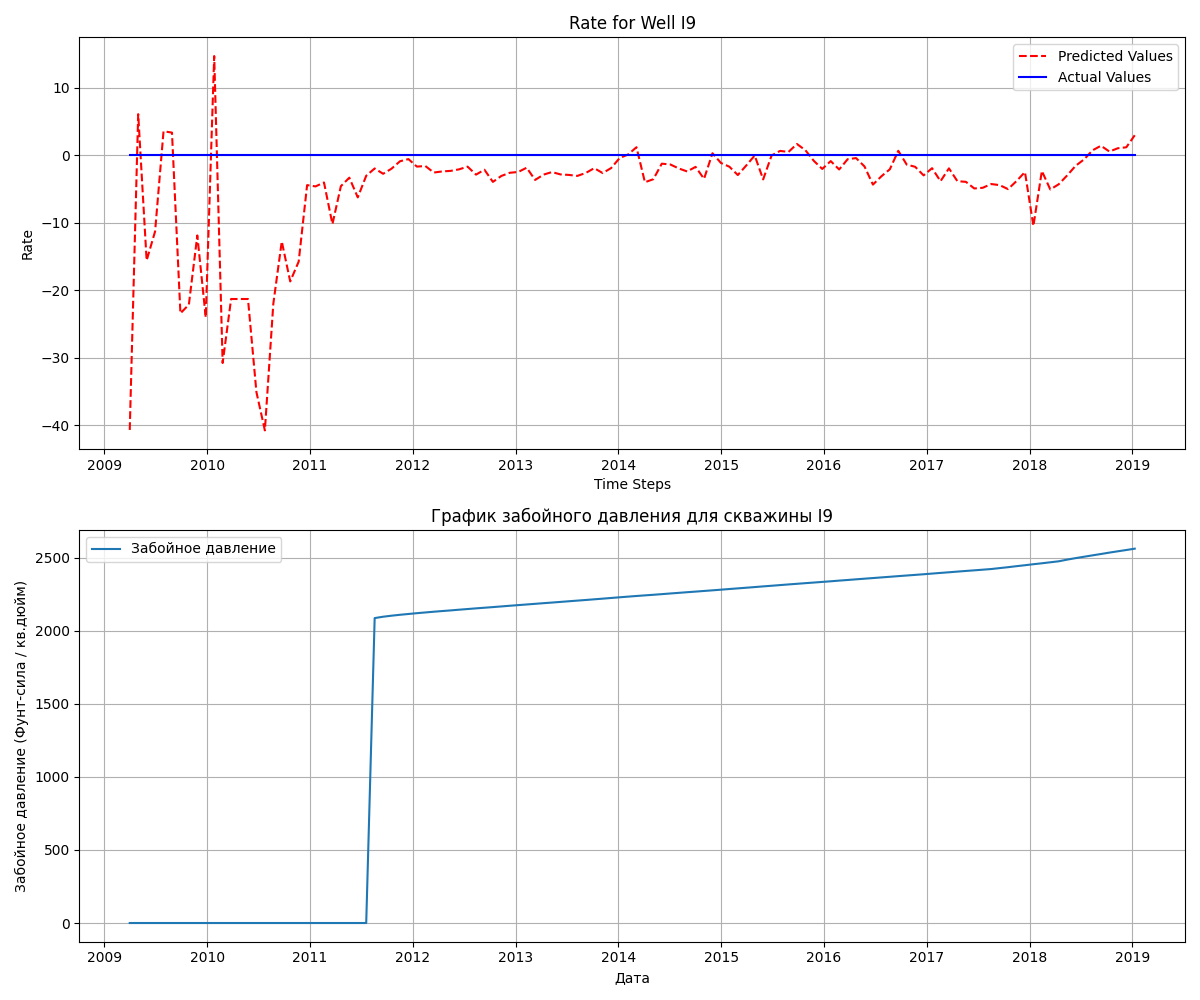 Rate for Well I9
Predicted Values
Actual Values
10
0
−10
−20
−30
−40
Rate
2009 2010 2011 2012 2013 2014 2015 2016 2017 2018 2019
Time Steps
График забойного давления для скважины I9
Забойное давление
2500
2000
1500
1000
500
0
Забойное давление (Фунт-сила / кв.дюйм)
2009 2010 2011 2012 2013 2014 2015 2016 2017 2018 2019
Дата